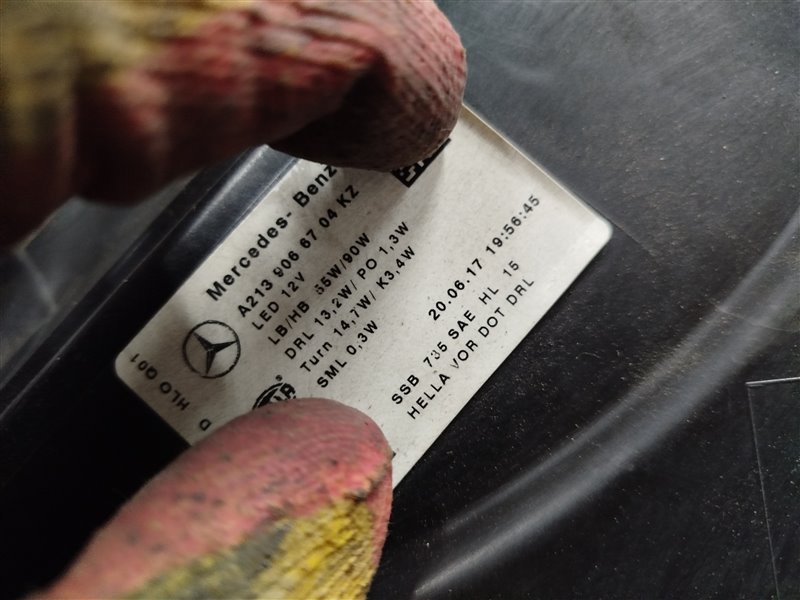 Mercedes-Benz
A213 906 67 04 KZ
LED 12V
LB/HB 55W/90W
DRL 13,2W/ PO 1,3W
Turn 14,7W/ K3,4W
SML 0,3W
20.06.17 19:56:45
SSB 735 SAE HL 15
HELLA VOR DOT DRL
D HLO Q01